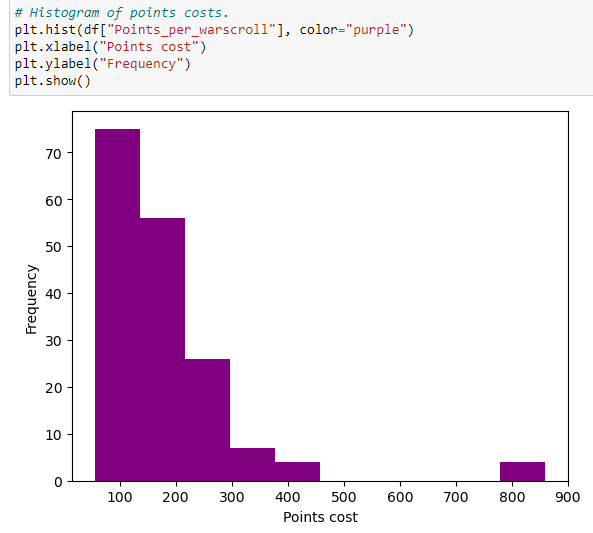 # Histogram of points costs.
plt.hist(df["Points_per_warscroll"], color="purple")
plt.xlabel("Points cost")
plt.ylabel("Frequency")
plt.show()
Frequency
70
60
50
40
30
20
10
0
100 200 300 400 500 600 700 800 900
Points cost